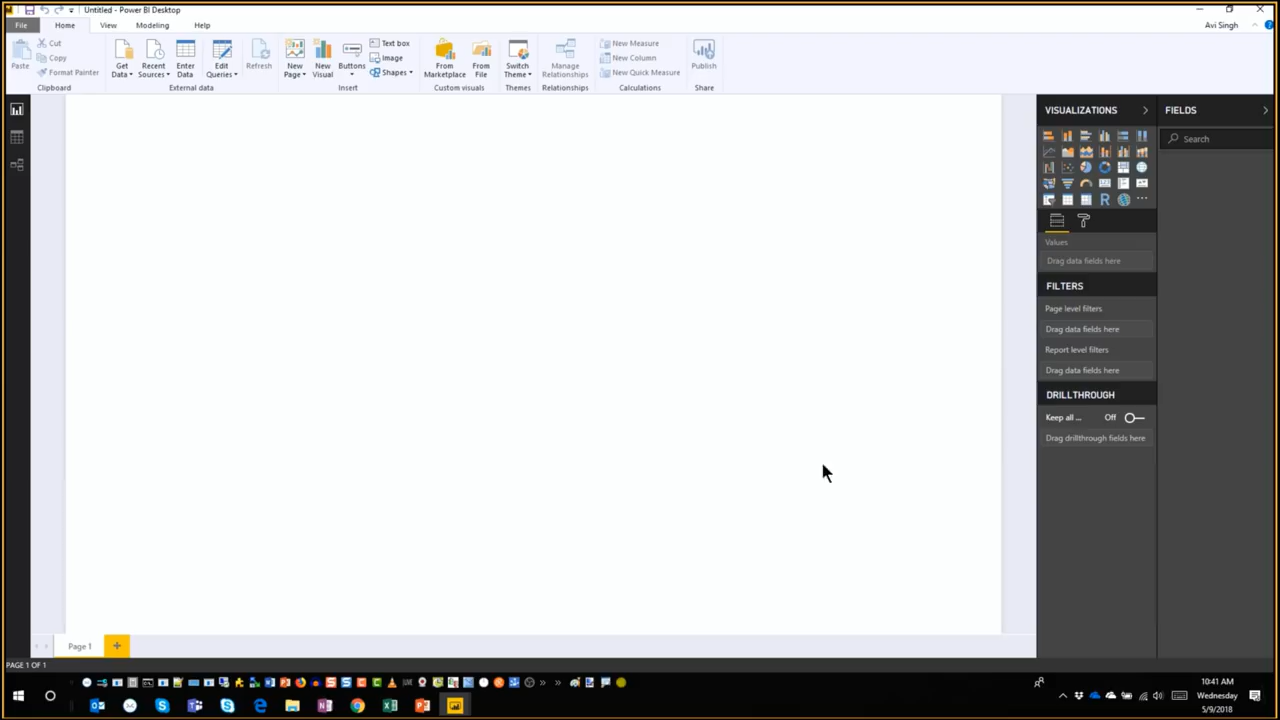 Untitled - Power BI Desktop
File Home View Modeling Help Avi Singh
Paste
Cut
Copy
Format Painter
Clipboard
Get Data
Recent Sources
Enter Data
Edit Queries
External data
Refresh
New Page
New Visual
Buttons
Text box
Image
Shapes
Insert
From Marketplace
From File
Custom visuals
Switch Theme
Themes
Manage Relationships
Relationships
New Measure
New Column
New Quick Measure
Calculations
Publish
Share
VISUALIZATIONS
FIELDS
Search
R
Values
Drag data fields here
FILTERS
Page level filters
Drag data fields here
Report level filters
Drag data fields here
DRILLTHROUGH
Keep all ... Off
Drag drillthrough fields here
Page 1
PAGE 1 OF 1
10:41 AM
Wednesday
5/9/2018